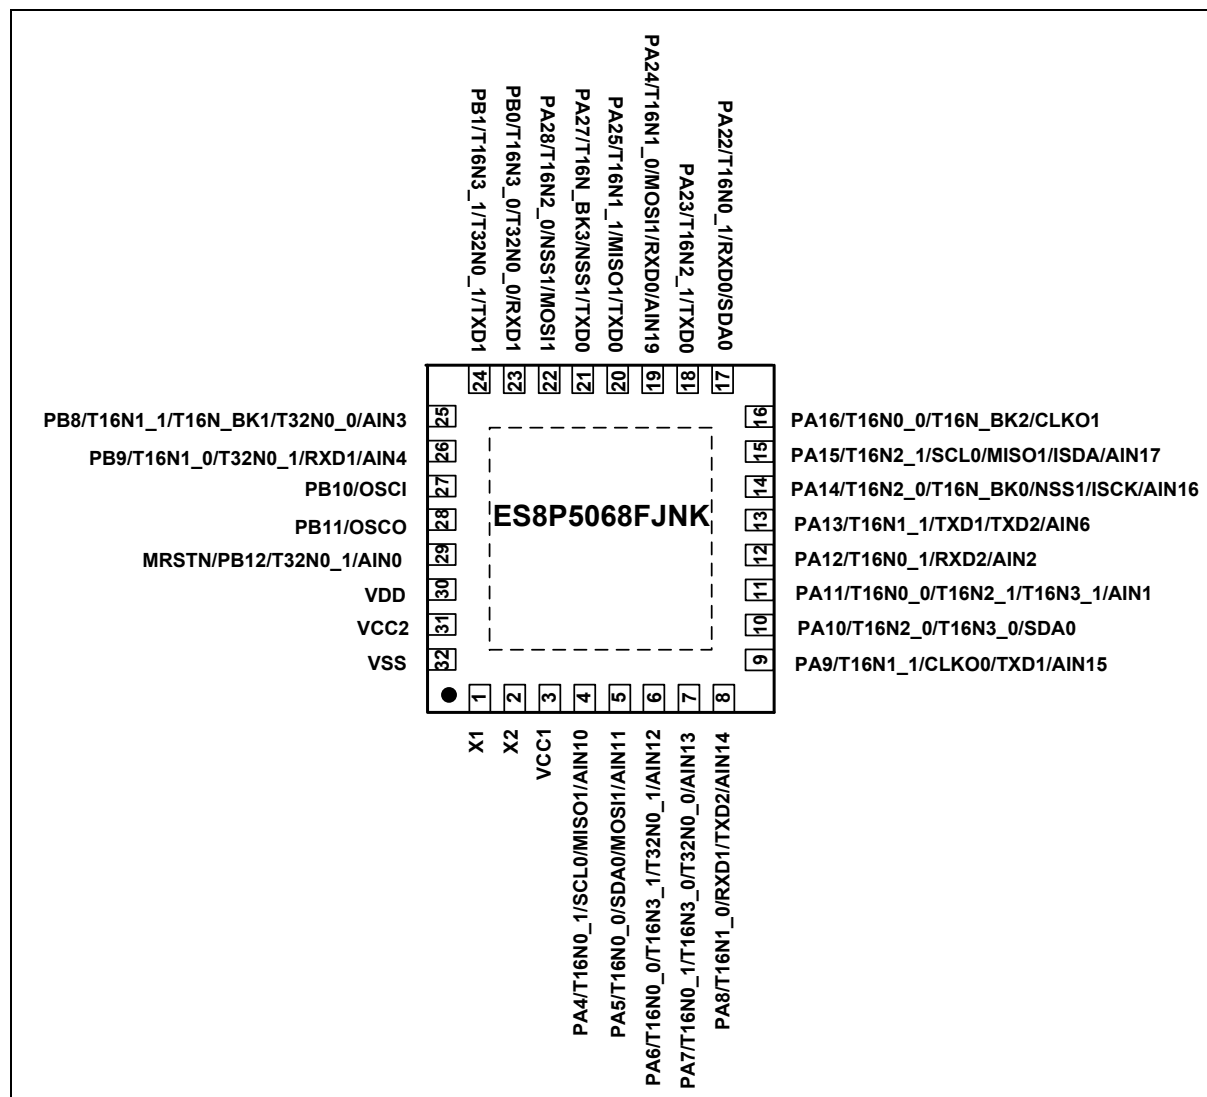 PB1/T16N3_1/T32N0_1/TXD1
PB0/T16N3_0/T32N0_0/RXD1
PA28/T16N2_0/NSS1/MOSI1
PA27/T16N_BK3/NSS1/TXD0
PA25/T16N1_1/MISO1/TXD0
PA24/T16N1_0/MOSI1/RXD0/AIN19
PA23/T16N2_1/TXD0
PA22/T16N0_1/RXD0/SDA0
24
23
22
21
20
19
18
17
PB8/T16N1_1/T16N_BK1/T32N0_0/AIN3
25
16
PA16/T16N0_0/T16N_BK2/CLKO1
PB9/T16N1_0/T32N0_1/RXD1/AIN4
26
15
PA15/T16N2_1/SCL0/MISO1/ISDA/AIN17
PB10/OSCI
27
14
PA14/T16N2_0/T16N_BK0/NSS1/ISCK/AIN16
PB11/OSCO
28
ES8P5068FJNK
13
PA13/T16N1_1/TXD1/TXD2/AIN6
MRSTN/PB12/T32N0_1/AIN0
29
12
PA12/T16N0_1/RXD2/AIN2
VDD
30
11
PA11/T16N0_0/T16N2_1/T16N3_1/AIN1
VCC2
31
10
PA10/T16N2_0/T16N3_0/SDA0
VSS
32
9
PA9/T16N1_1/CLKO0/TXD1/AIN15
1
2
3
4
5
6
7
8
X1
X2
VCC1
PA4/T16N0_1/SCL0/MISO1/AIN10
PA5/T16N0_0/SDA0/MOSI1/AIN11
PA6/T16N0_0/T16N3_1/T32N0_1/AIN12
PA7/T16N0_1/T16N3_0/T32N0_0/AIN13
PA8/T16N1_0/RXD1/TXD2/AIN14